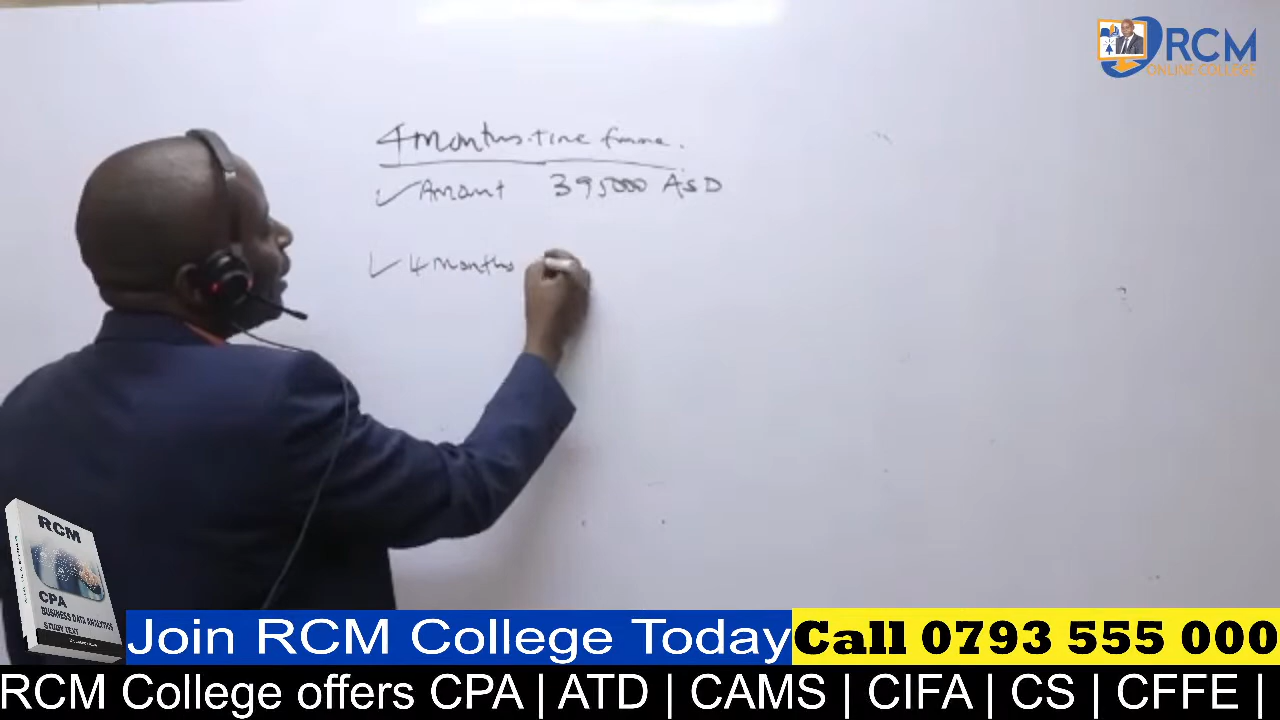 RCM
ONLINE COLLEGE
4 months time frame.
✓ Amount 395000 ASD
✓ 4 Months
RCM
CPA
BUSINESS DATA ANALYTICS
STUDY TEXT
Join RCM College Today
Call 0793 555 000
RCM College offers CPA | ATD | CAMS | CIFA | CS | CFFE |